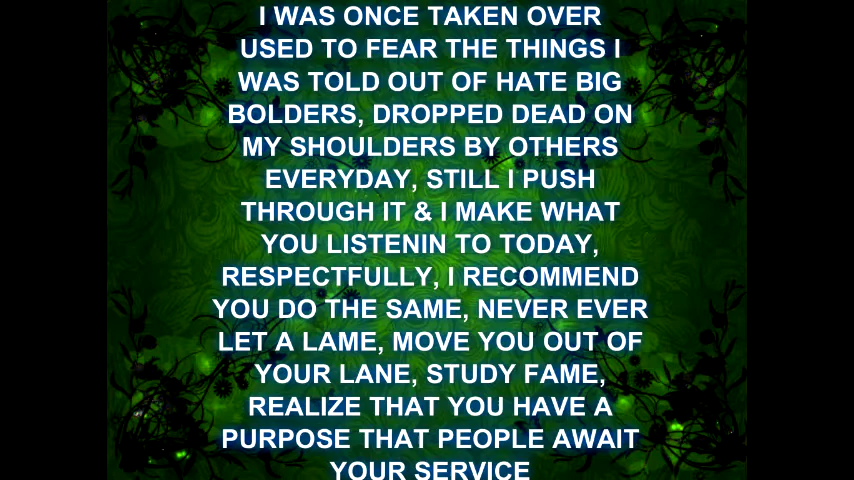 I WAS ONCE TAKEN OVER
USED TO FEAR THE THINGS I
WAS TOLD OUT OF HATE BIG
BOLDERS, DROPPED DEAD ON
MY SHOULDERS BY OTHERS
EVERYDAY, STILL I PUSH
THROUGH IT & I MAKE WHAT
YOU LISTENIN TO TODAY,
RESPECTFULLY, I RECOMMEND
YOU DO THE SAME, NEVER EVER
LET A LAME, MOVE YOU OUT OF
YOUR LANE, STUDY FAME,
REALIZE THAT YOU HAVE A
PURPOSE THAT PEOPLE AWAIT
YOUR SERVICE